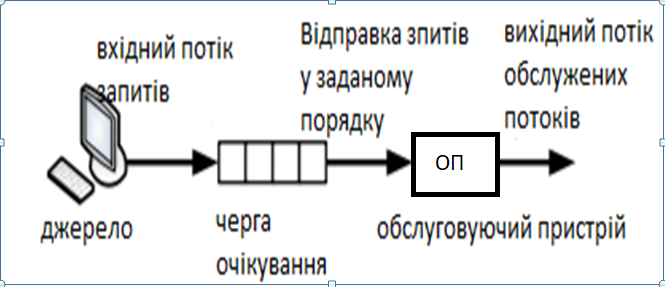 вхідний потік
запитів
Відправка зпитів
у заданому
порядку
вихідний потік
обслужених
потоків
ОП
джерело
черга
очікування
обслуговуючий пристрій